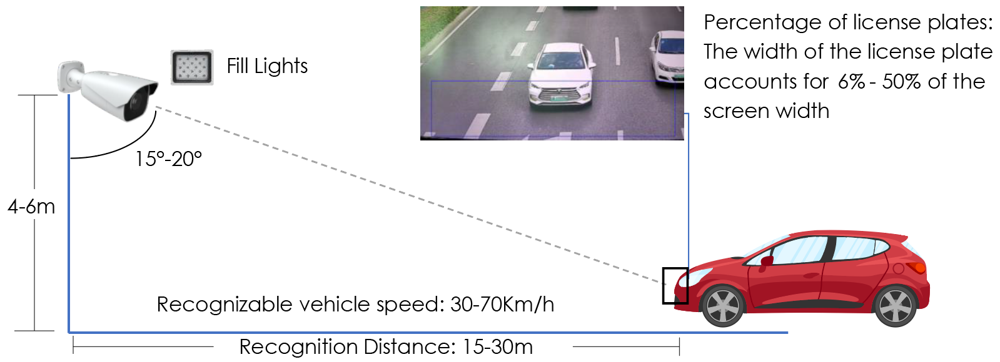 Fill Lights
Percentage of license plates:
The width of the license plate
accounts for 6% - 50% of the
screen width
15°-20°
4-6m
Recognizable vehicle speed: 30-70Km/h
Recognition Distance: 15-30m